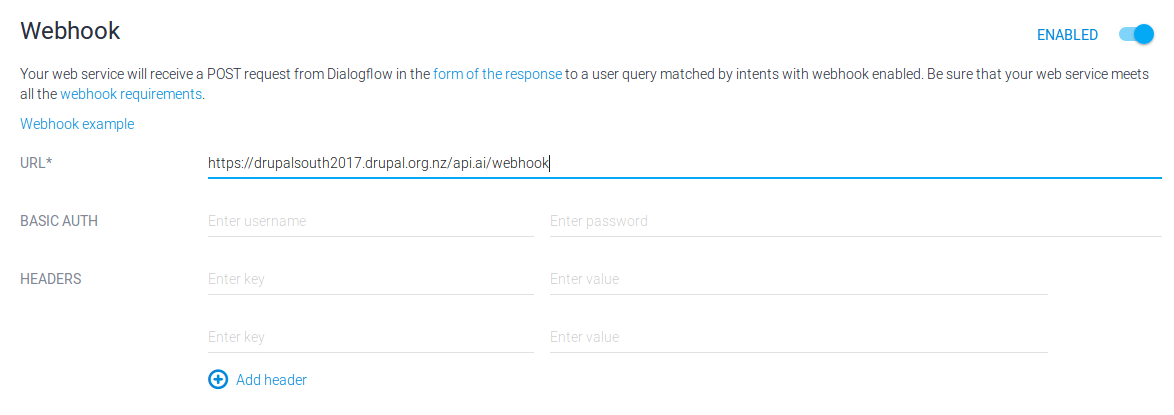 Webhook
ENABLED
Your web service will receive a POST request from Dialogflow in the form of the response to a user query matched by intents with webhook enabled. Be sure that your web service meets
all the webhook requirements.
Webhook example
URL* https://drupalsouth2017.drupal.org.nz/api.ai/webhook
BASIC AUTH Enter username Enter password
HEADERS Enter key Enter value
Enter key Enter value
Add header